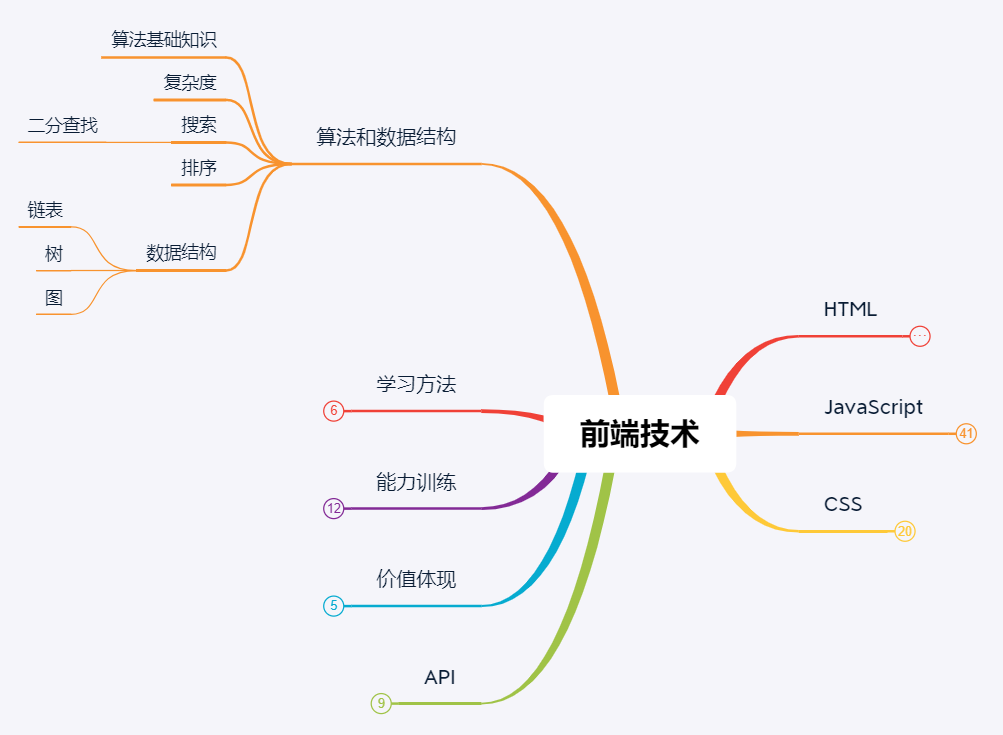 算法基础知识
复杂度
二分查找
搜索
排序
链表
树
图
数据结构
算法和数据结构
学习方法
6
能力训练
12
价值体现
5
API
9
前端技术
HTML
...
JavaScript
41
CSS
20